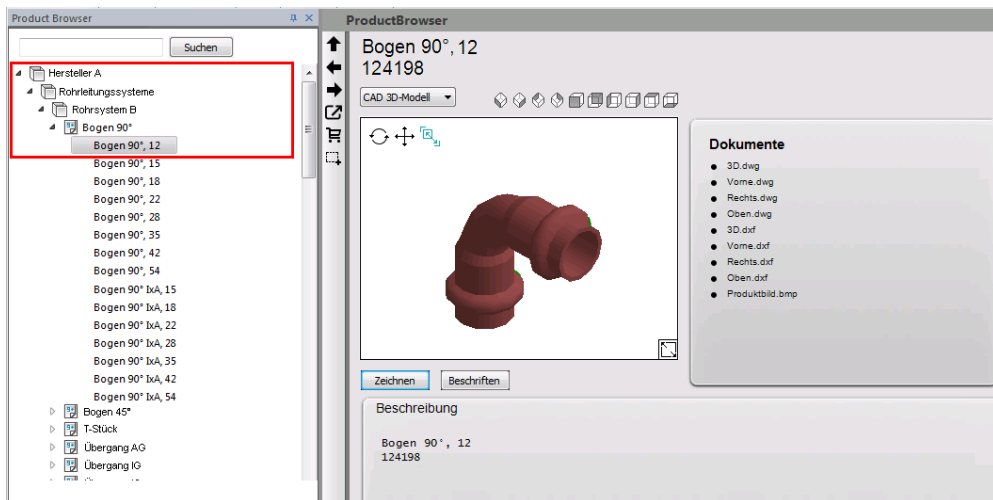 Product Browser
Suchen
Hersteller A
Rohrleitungssysteme
Rohrsystem B
Bogen 90°
Bogen 90°, 12
Bogen 90°, 15
Bogen 90°, 18
Bogen 90°, 22
Bogen 90°, 28
Bogen 90°, 35
Bogen 90°, 42
Bogen 90°, 54
Bogen 90° IxA, 15
Bogen 90° IxA, 18
Bogen 90° IxA, 22
Bogen 90° IxA, 28
Bogen 90° IxA, 35
Bogen 90° IxA, 42
Bogen 90° IxA, 54
Bogen 45°
T-Stück
Übergang AG
Übergang IG
ProductBrowser
Bogen 90°, 12
124198
CAD 3D-Modell
Dokumente
3D.dwg
Vorne.dwg
Rechts.dwg
Oben.dwg
3D.dxf
Vorne.dxf
Rechts.dxf
Oben.dxf
Produktbild.bmp
Zeichnen
Beschriften
Beschreibung
Bogen 90°, 12
124198